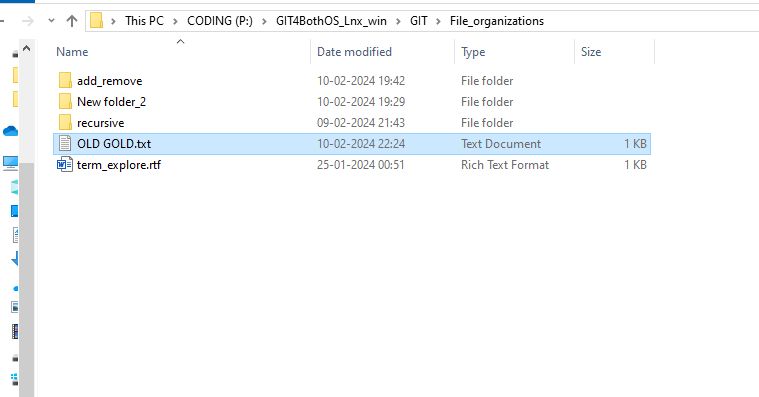 This PC > CODING (P:) > GIT4BothOS_Lnx_win > GIT > File_organizations
Name Date modified Type Size
add_remove 10-02-2024 19:42 File folder
New folder_2 10-02-2024 19:29 File folder
recursive 09-02-2024 21:43 File folder
OLD GOLD.txt 10-02-2024 22:24 Text Document 1 KB
term_explore.rtf 25-01-2024 00:51 Rich Text Format 1 KB